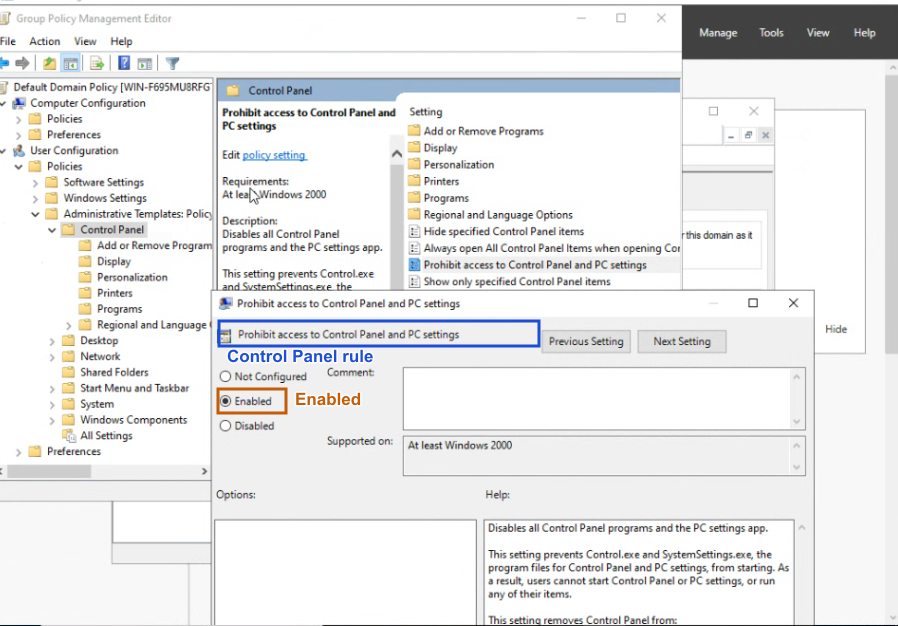 Group Policy Management Editor
File Action View Help
Manage Tools View Help
Default Domain Policy [WIN-F695MU8RFG
Computer Configuration
Policies
Preferences
User Configuration
Policies
Software Settings
Windows Settings
Administrative Templates: Policy
Control Panel
Add or Remove Program
Display
Personalization
Printers
Programs
Regional and Language
Desktop
Network
Shared Folders
Start Menu and Taskbar
System
Windows Components
All Settings
Preferences
Control Panel
Prohibit access to Control Panel and
PC settings
Edit policy setting
Requirements:
At least Windows 2000
Description:
Disables all Control Panel
programs and the PC settings app.
This setting prevents Control.exe
and SystemSettings.exe, the
Setting
Add or Remove Programs
Display
Personalization
Printers
Programs
Regional and Language Options
Hide specified Control Panel items
Always open All Control Panel Items when opening Cor
Prohibit access to Control Panel and PC settings
Show only specified Control Panel items
r this domain as it
Hide
Prohibit access to Control Panel and PC settings
Prohibit access to Control Panel and PC settings
Previous Setting
Next Setting
Control Panel rule
Not Configured
Comment:
Enabled
Enabled
Disabled
Supported on:
At least Windows 2000
Options:
Help:
Disables all Control Panel programs and the PC settings app.
This setting prevents Control.exe and SystemSettings.exe, the
program files for Control Panel and PC settings, from starting. As
a result, users cannot start Control Panel or PC settings, or run
any of their items.
This setting removes Control Panel from: